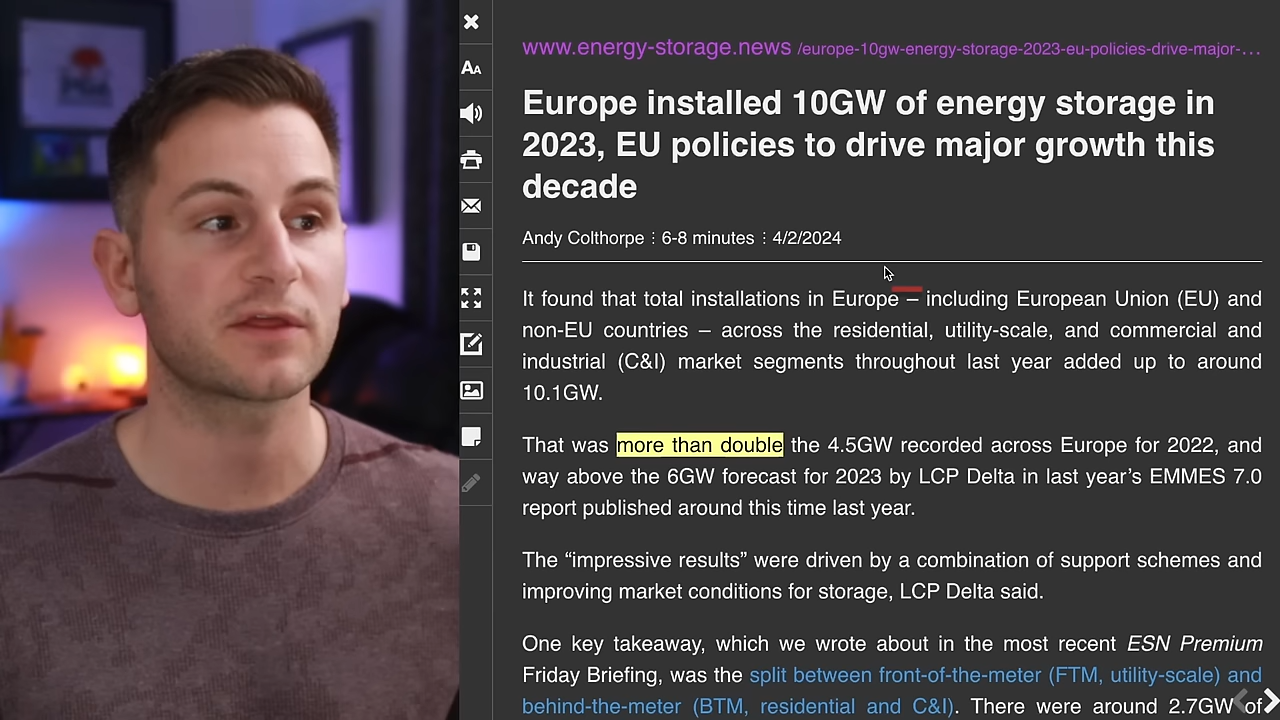 www.energy-storage.news /europe-10gw-energy-storage-2023-eu-policies-drive-major-...
Europe installed 10GW of energy storage in
2023, EU policies to drive major growth this
decade
Andy Colthorpe ⋮ 6-8 minutes ⋮ 4/2/2024
It found that total installations in Europe – including European Union (EU) and
non-EU countries – across the residential, utility-scale, and commercial and
industrial (C&I) market segments throughout last year added up to around
10.1GW.
That was more than double the 4.5GW recorded across Europe for 2022, and
way above the 6GW forecast for 2023 by LCP Delta in last year’s EMMES 7.0
report published around this time last year.
The “impressive results” were driven by a combination of support schemes and
improving market conditions for storage, LCP Delta said.
One key takeaway, which we wrote about in the most recent ESN Premium
Friday Briefing, was the split between front-of-the-meter (FTM, utility-scale) and
behind-the-meter (BTM, residential and C&I). There were around 2.7GW of